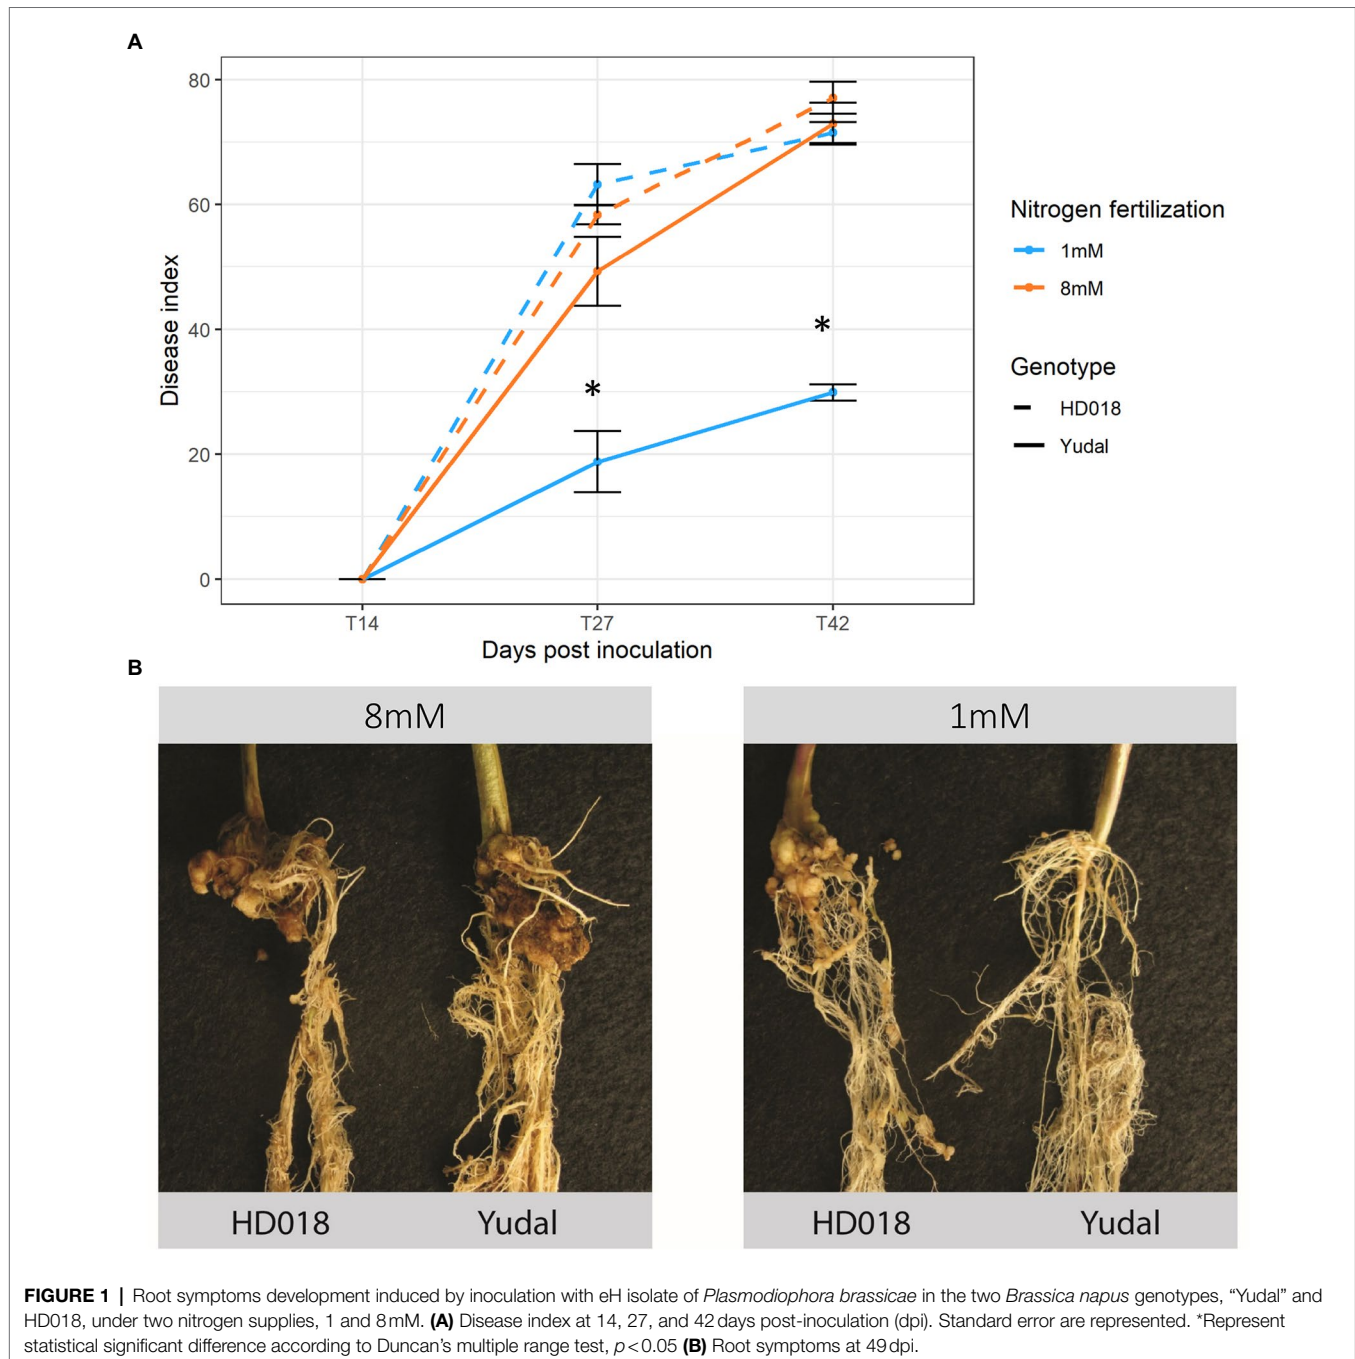 A
80
60
40
20
0
*
*
Disease index
T14
T27
T42
Days post inoculation
Nitrogen fertilization
1mM
8mM
Genotype
HD018
Yudal
B
8mM
1mM
HD018
Yudal
HD018
Yudal
FIGURE 1 | Root symptoms development induced by inoculation with eH isolate of Plasmodiophora brassicae in the two Brassica napus genotypes, “Yudal” and
HD018, under two nitrogen supplies, 1 and 8 mM. (A) Disease index at 14, 27, and 42 days post-inoculation (dpi). Standard error are represented. *Represent
statistical significant difference according to Duncan’s multiple range test, p < 0.05 (B) Root symptoms at 49 dpi.